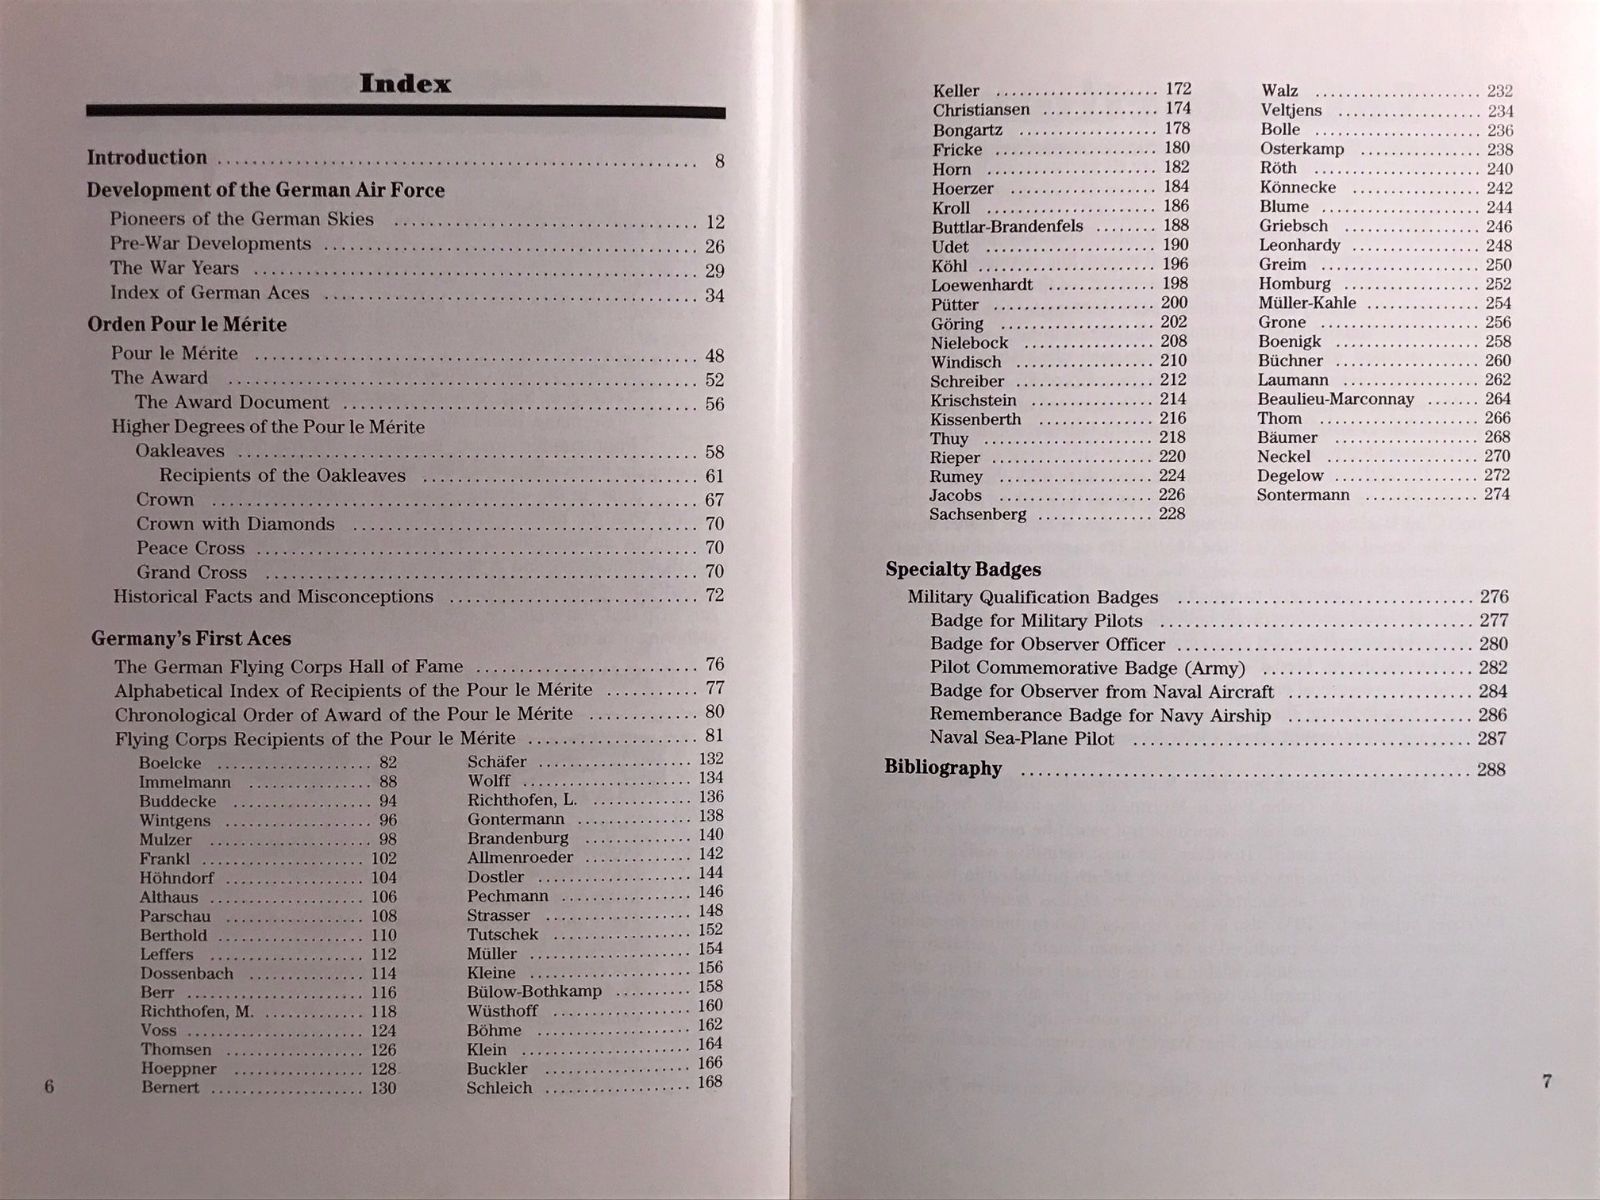 Index
Introduction ........ 8
Development of the German Air Force
Pioneers of the German Skies ........ 12
Pre-War Developments ........ 26
The War Years ........ 29
Index of German Aces ........ 34
Orden Pour le Mérite
Pour le Mérite ........ 48
The Award ........ 52
The Award Document ........ 56
Higher Degrees of the Pour le Mérite
Oakleaves ........ 58
Recipients of the Oakleaves ........ 61
Crown ........ 67
Crown with Diamonds ........ 70
Peace Cross ........ 70
Grand Cross ........ 70
Historical Facts and Misconceptions ........ 72
Germany's First Aces
The German Flying Corps Hall of Fame ........ 76
Alphabetical Index of Recipients of the Pour le Mérite ........ 77
Chronological Order of Award of the Pour le Mérite ........ 80
Flying Corps Recipients of the Pour le Mérite ........ 81
Boelcke ........ 82
Immelmann ........ 88
Buddecke ........ 94
Wintgens ........ 96
Mulzer ........ 98
Frankl ........ 102
Höhndorf ........ 104
Althaus ........ 106
Parschau ........ 108
Berthold ........ 110
Leffers ........ 112
Dossenbach ........ 114
Berr ........ 116
Richthofen, M. ........ 118
Voss ........ 124
Thomsen ........ 126
Hoeppner ........ 128
Bernert ........ 130
Schäfer ........ 132
Wolff ........ 134
Richthofen, L. ........ 136
Gontermann ........ 138
Brandenburg ........ 140
Allmenroeder ........ 142
Dostler ........ 144
Pechmann ........ 146
Strasser ........ 148
Tutschek ........ 152
Müller ........ 154
Kleine ........ 156
Bülow-Bothkamp ........ 158
Wüsthoff ........ 160
Böhme ........ 162
Klein ........ 164
Buckler ........ 166
Schleich ........ 168
6
Keller ........ 172
Christiansen ........ 174
Bongartz ........ 178
Fricke ........ 180
Horn ........ 182
Hoerzer ........ 184
Kroll ........ 186
Buttlar-Brandenfels ........ 188
Udet ........ 190
Köhl ........ 196
Loewenhardt ........ 198
Pütter ........ 200
Göring ........ 202
Nielebock ........ 208
Windisch ........ 210
Schreiber ........ 212
Krischstein ........ 214
Kissenberth ........ 216
Thuy ........ 218
Rieper ........ 220
Rumey ........ 224
Jacobs ........ 226
Sachsenberg ........ 228
Walz ........ 232
Veltjens ........ 234
Bolle ........ 236
Osterkamp ........ 238
Röth ........ 240
Könnecke ........ 242
Blume ........ 244
Griebsch ........ 246
Leonhardy ........ 248
Greim ........ 250
Homburg ........ 252
Müller-Kahle ........ 254
Grone ........ 256
Boenigk ........ 258
Büchner ........ 260
Laumann ........ 262
Beaulieu-Marconnay ........ 264
Thom ........ 266
Bäumer ........ 268
Neckel ........ 270
Degelow ........ 272
Sontermann ........ 274
Specialty Badges
Military Qualification Badges ........ 276
Badge for Military Pilots ........ 277
Badge for Observer Officer ........ 280
Pilot Commemorative Badge (Army) ........ 282
Badge for Observer from Naval Aircraft ........ 284
Rememberance Badge for Navy Airship ........ 286
Naval Sea-Plane Pilot ........ 287
Bibliography ........ 288
7